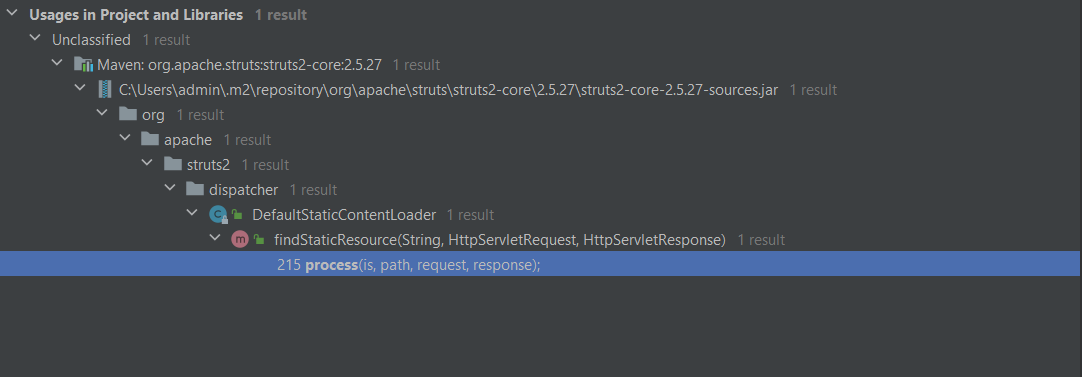 Usages in Project and Libraries 1 result
Unclassified 1 result
Maven: org.apache.struts:struts2-core:2.5.27 1 result
C:\Users\admin\.m2\repository\org\apache\struts\struts2-core\2.5.27\struts2-core-2.5.27-sources.jar 1 result
org 1 result
apache 1 result
struts2 1 result
dispatcher 1 result
C DefaultStaticContentLoader 1 result
m findStaticResource(String, HttpServletRequest, HttpServletResponse) 1 result
215 process(is, path, request, response);